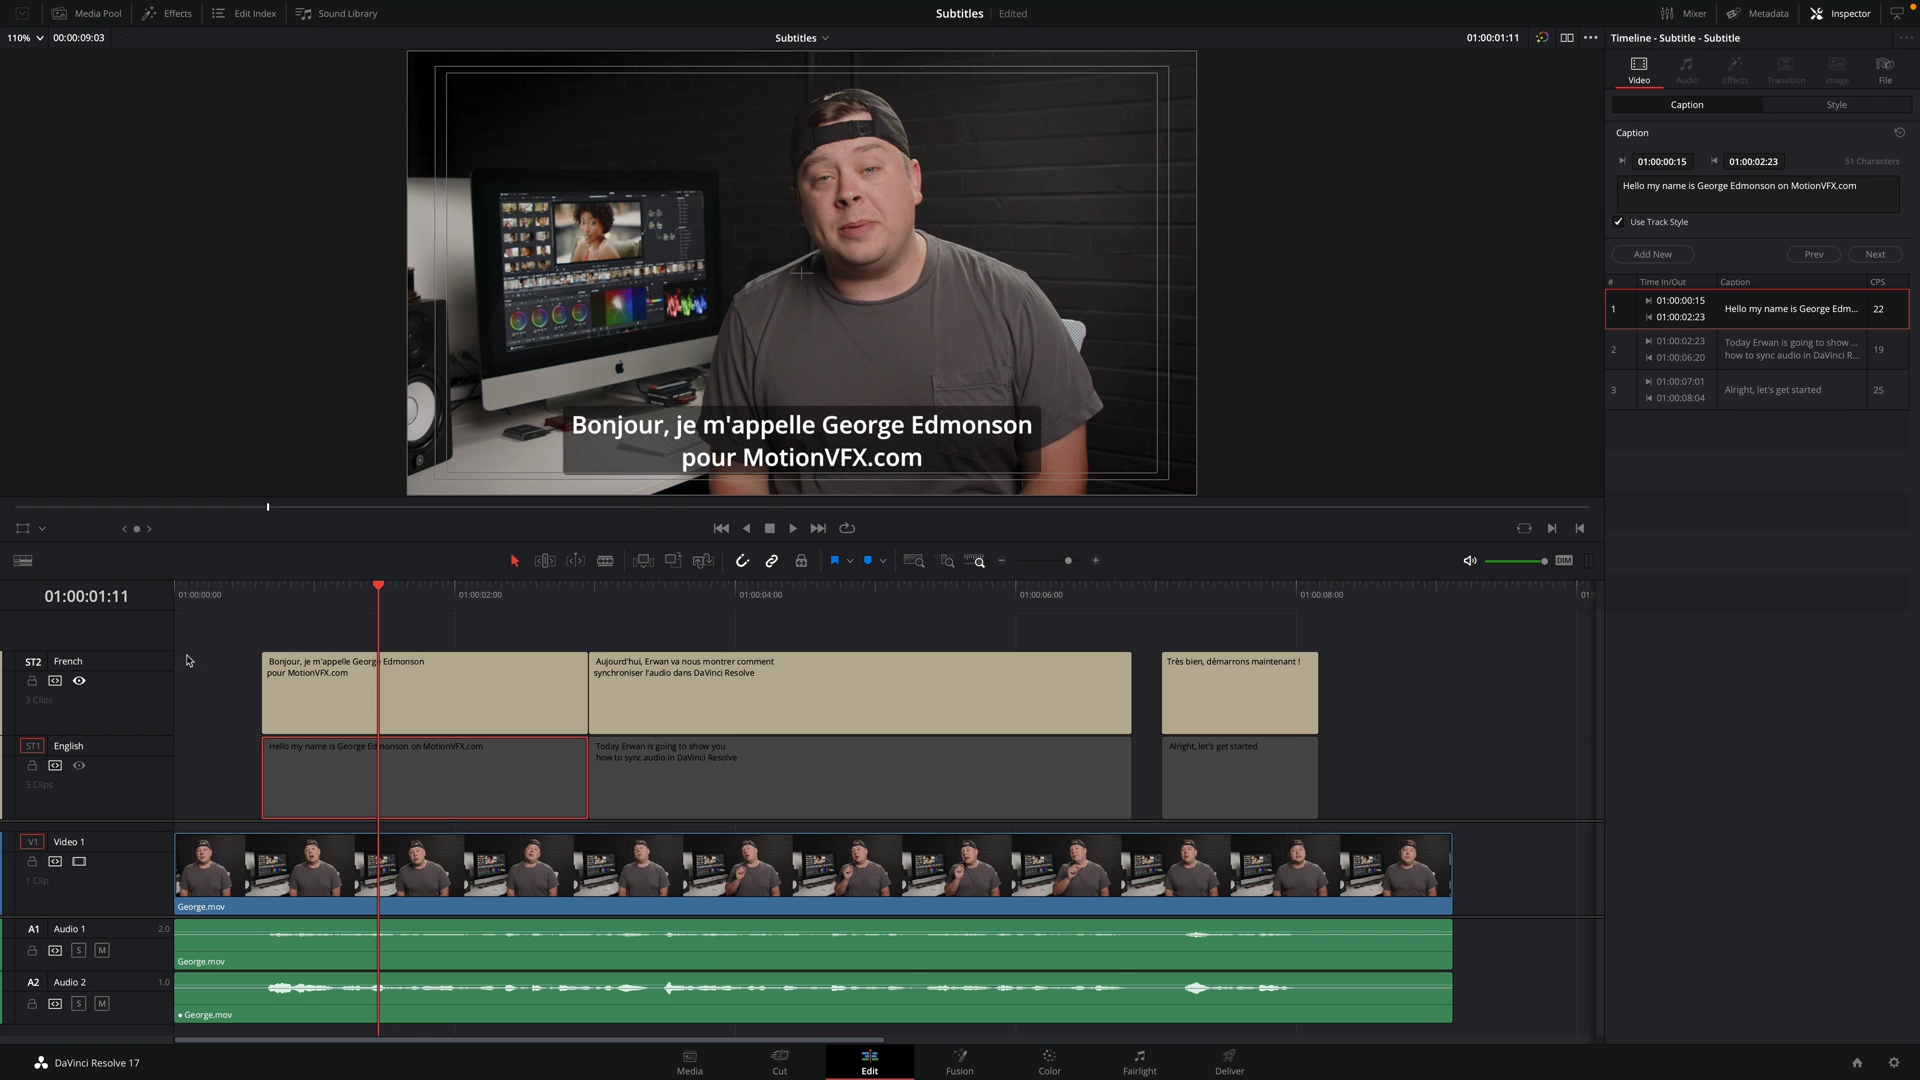 Media Pool
Effects
Edit Index
Sound Library
Subtitles
Edited
Mixer
Metadata
Inspector
110%
00:00:09:03
Subtitles
01:00:01:11
Timeline - Subtitle - Subtitle
Video
Audio
Effects
Transition
Image
File
Caption
Style
Caption
01:00:00:15
01:00:02:23
51 Characters
Hello my name is George Edmonson on MotionVFX.com
Use Track Style
Add New
Prev
Next
#
Time In/Out
Caption
CPS
1
01:00:00:15
01:00:02:23
Hello my name is George Edm...
22
2
01:00:02:23
01:00:06:20
Today Erwan is going to show ...
how to sync audio in DaVinci R...
19
3
01:00:07:01
01:00:08:04
Alright, let's get started
25
Bonjour, je m'appelle George Edmonson
pour MotionVFX.com
DIM
01:00:01:11
01:00:00:00
01:00:02:00
01:00:04:00
01:00:06:00
01:00:08:00
01:
ST2
French
3 Clips
Bonjour, je m'appelle George Edmonson
pour MotionVFX.com
Aujourd'hui, Erwan va nous montrer comment
synchroniser l'audio dans DaVinci Resolve
Très bien, démarrons maintenant !
ST1
English
3 Clips
Hello my name is George Edmonson on MotionVFX.com
Today Erwan is going to show you
how to sync audio in DaVinci Resolve
Alright, let's get started
V1
Video 1
1 Clip
George.mov
A1
Audio 1
2.0
S
M
George.mov
A2
Audio 2
1.0
S
M
George.mov
DaVinci Resolve 17
Media
Cut
Edit
Fusion
Color
Fairlight
Deliver